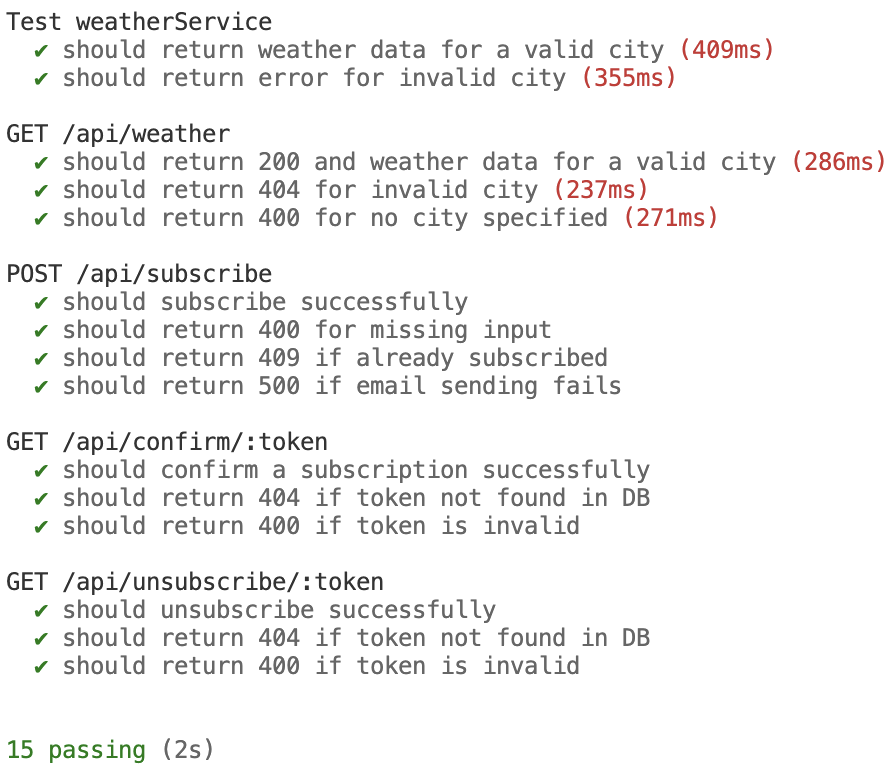 Test weatherService
✔ should return weather data for a valid city (409ms)
✔ should return error for invalid city (355ms)
GET /api/weather
✔ should return 200 and weather data for a valid city (286ms)
✔ should return 404 for invalid city (237ms)
✔ should return 400 for no city specified (271ms)
POST /api/subscribe
✔ should subscribe successfully
✔ should return 400 for missing input
✔ should return 409 if already subscribed
✔ should return 500 if email sending fails
GET /api/confirm/:token
✔ should confirm a subscription successfully
✔ should return 404 if token not found in DB
✔ should return 400 if token is invalid
GET /api/unsubscribe/:token
✔ should unsubscribe successfully
✔ should return 404 if token not found in DB
✔ should return 400 if token is invalid
15 passing (2s)